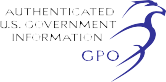 AUTHENTICATED
U.S. GOVERNMENT
INFORMATION
GPO